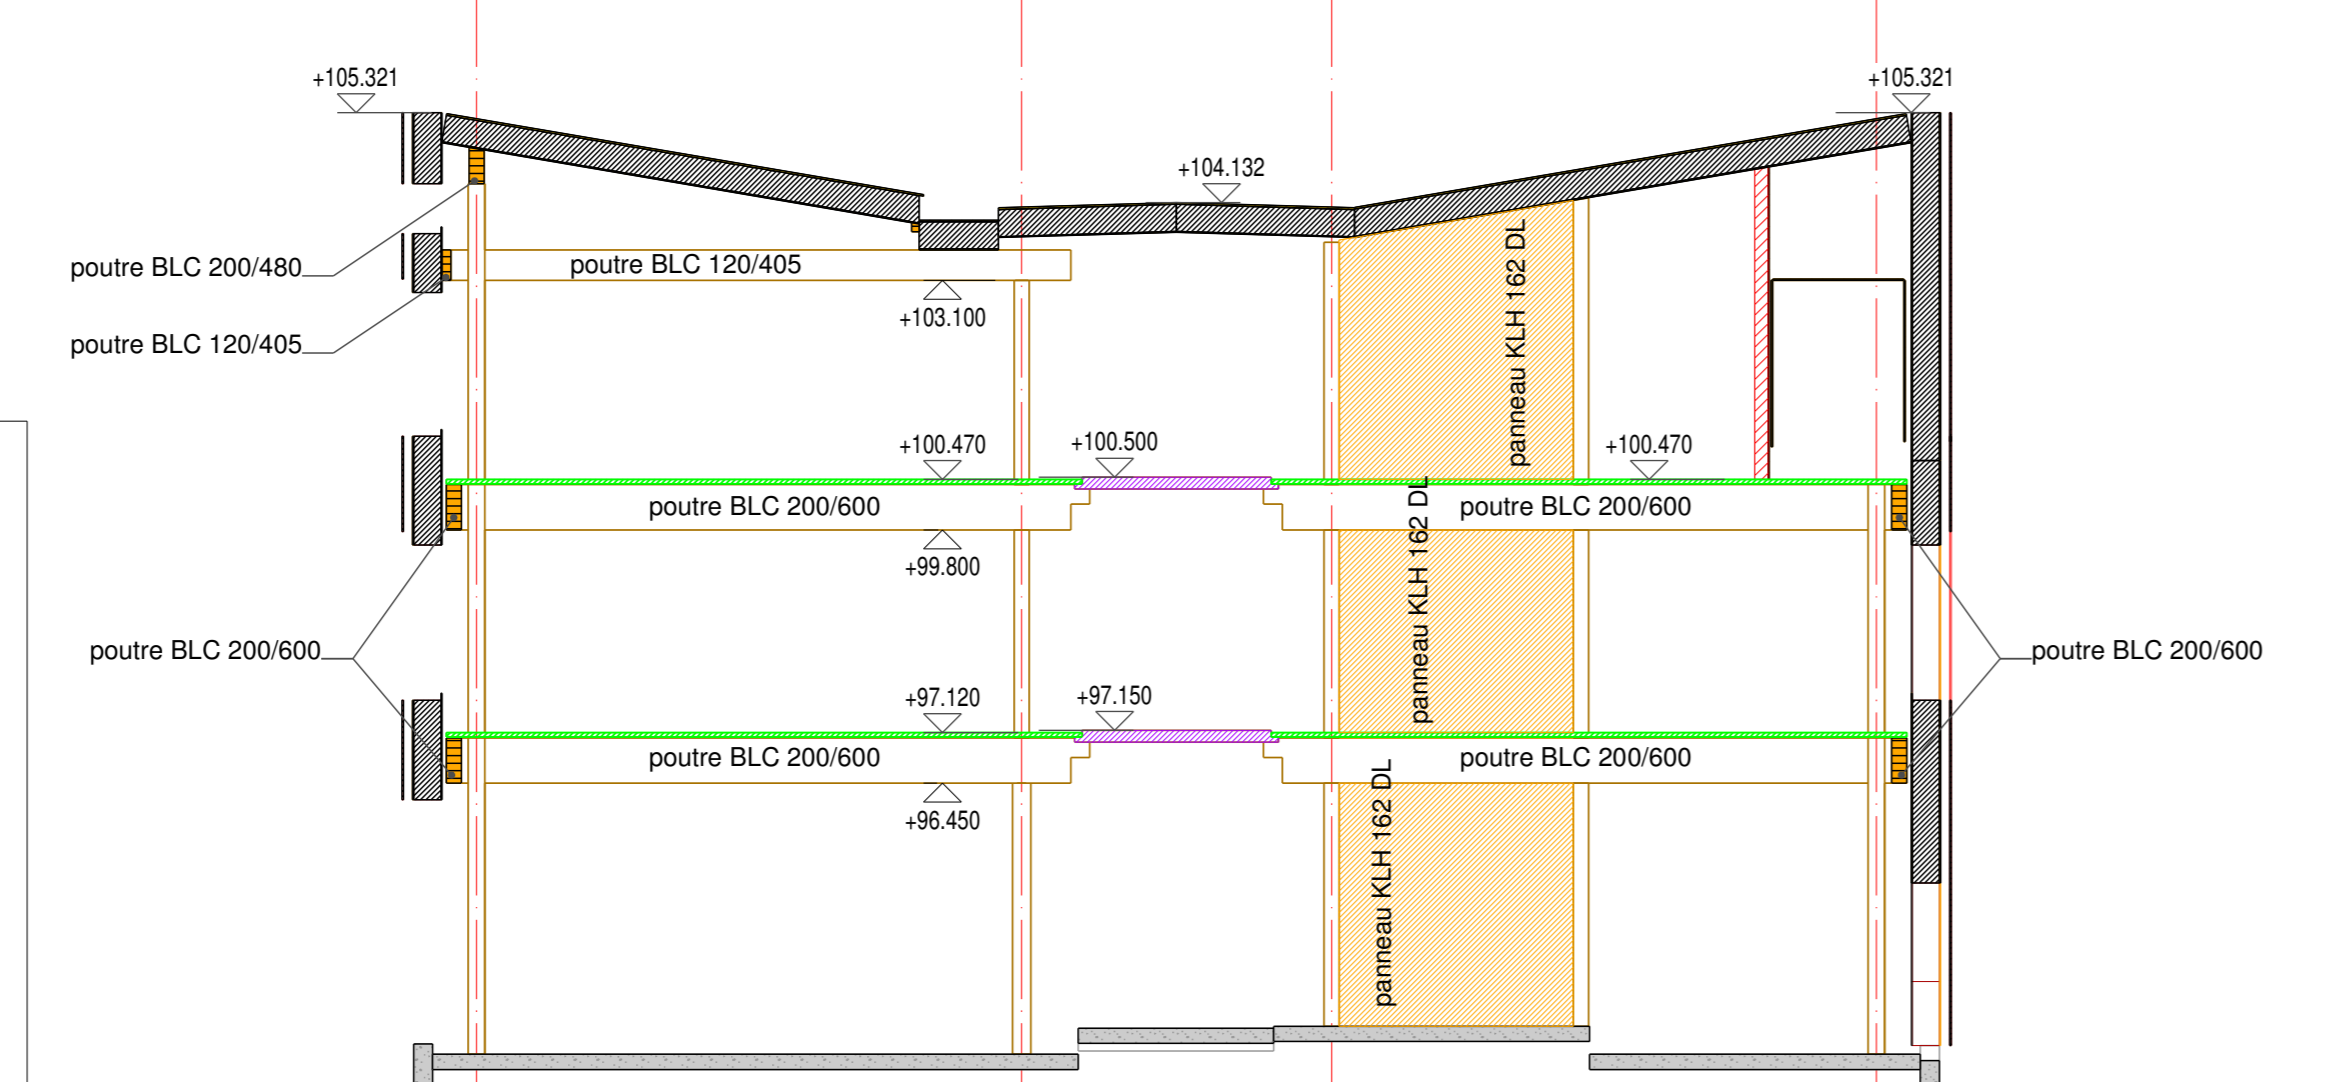 +105.321
+105.321
+104.132
poutre BLC 200/480
poutre BLC 120/405
+103.100
panneau KLH 162 DL
poutre BLC 120/405
+100.470
+100.500
+100.470
poutre BLC 200/600
poutre BLC 200/600
+99.800
panneau KLH 162 DL
poutre BLC 200/600
poutre BLC 200/600
+97.120
+97.150
poutre BLC 200/600
poutre BLC 200/600
+96.450
panneau KLH 162 DL